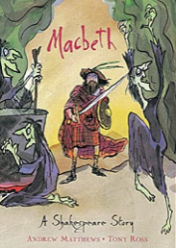 Macbeth
A Shakespeare Story
ANDREW MATTHEWS • TONY ROSS